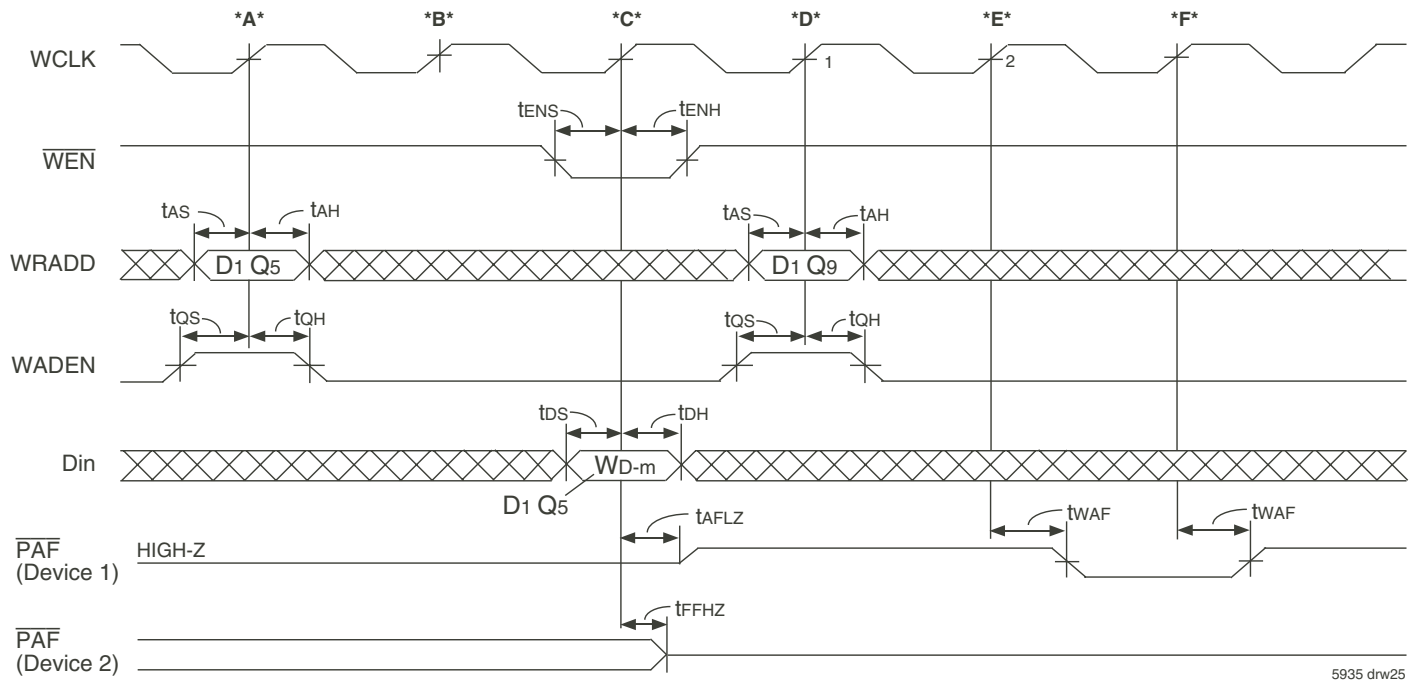 *A* *B* *C* *D* *E* *F*
WCLK
1 2
tENS tENH
WEN
tAS tAH tAS tAH
WRADD D1 Q5 D1 Q9
tQS tQH tQS tQH
WADEN
tDS tDH
Din WD-m
D1 Q5
tAFLZ tWAF tWAF
PAF HIGH-Z
(Device 1)
tFFHZ
PAF
(Device 2)
5935 drw25